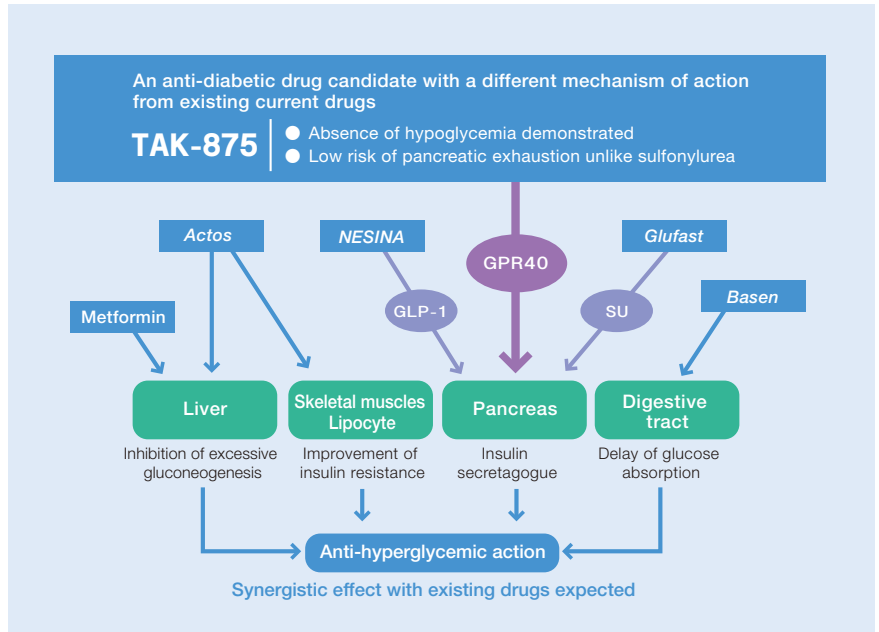 An anti-diabetic drug candidate with a different mechanism of action
from existing current drugs
TAK-875
● Absence of hypoglycemia demonstrated
● Low risk of pancreatic exhaustion unlike sulfonylurea
Actos
NESINA
GPR40
Glufast
Metformin
GLP-1
SU
Basen
Liver
Skeletal muscles
Lipocyte
Pancreas
Digestive
tract
Inhibition of excessive
gluconeogenesis
Improvement of
insulin resistance
Insulin
secretagogue
Delay of glucose
absorption
Anti-hyperglycemic action
Synergistic effect with existing drugs expected